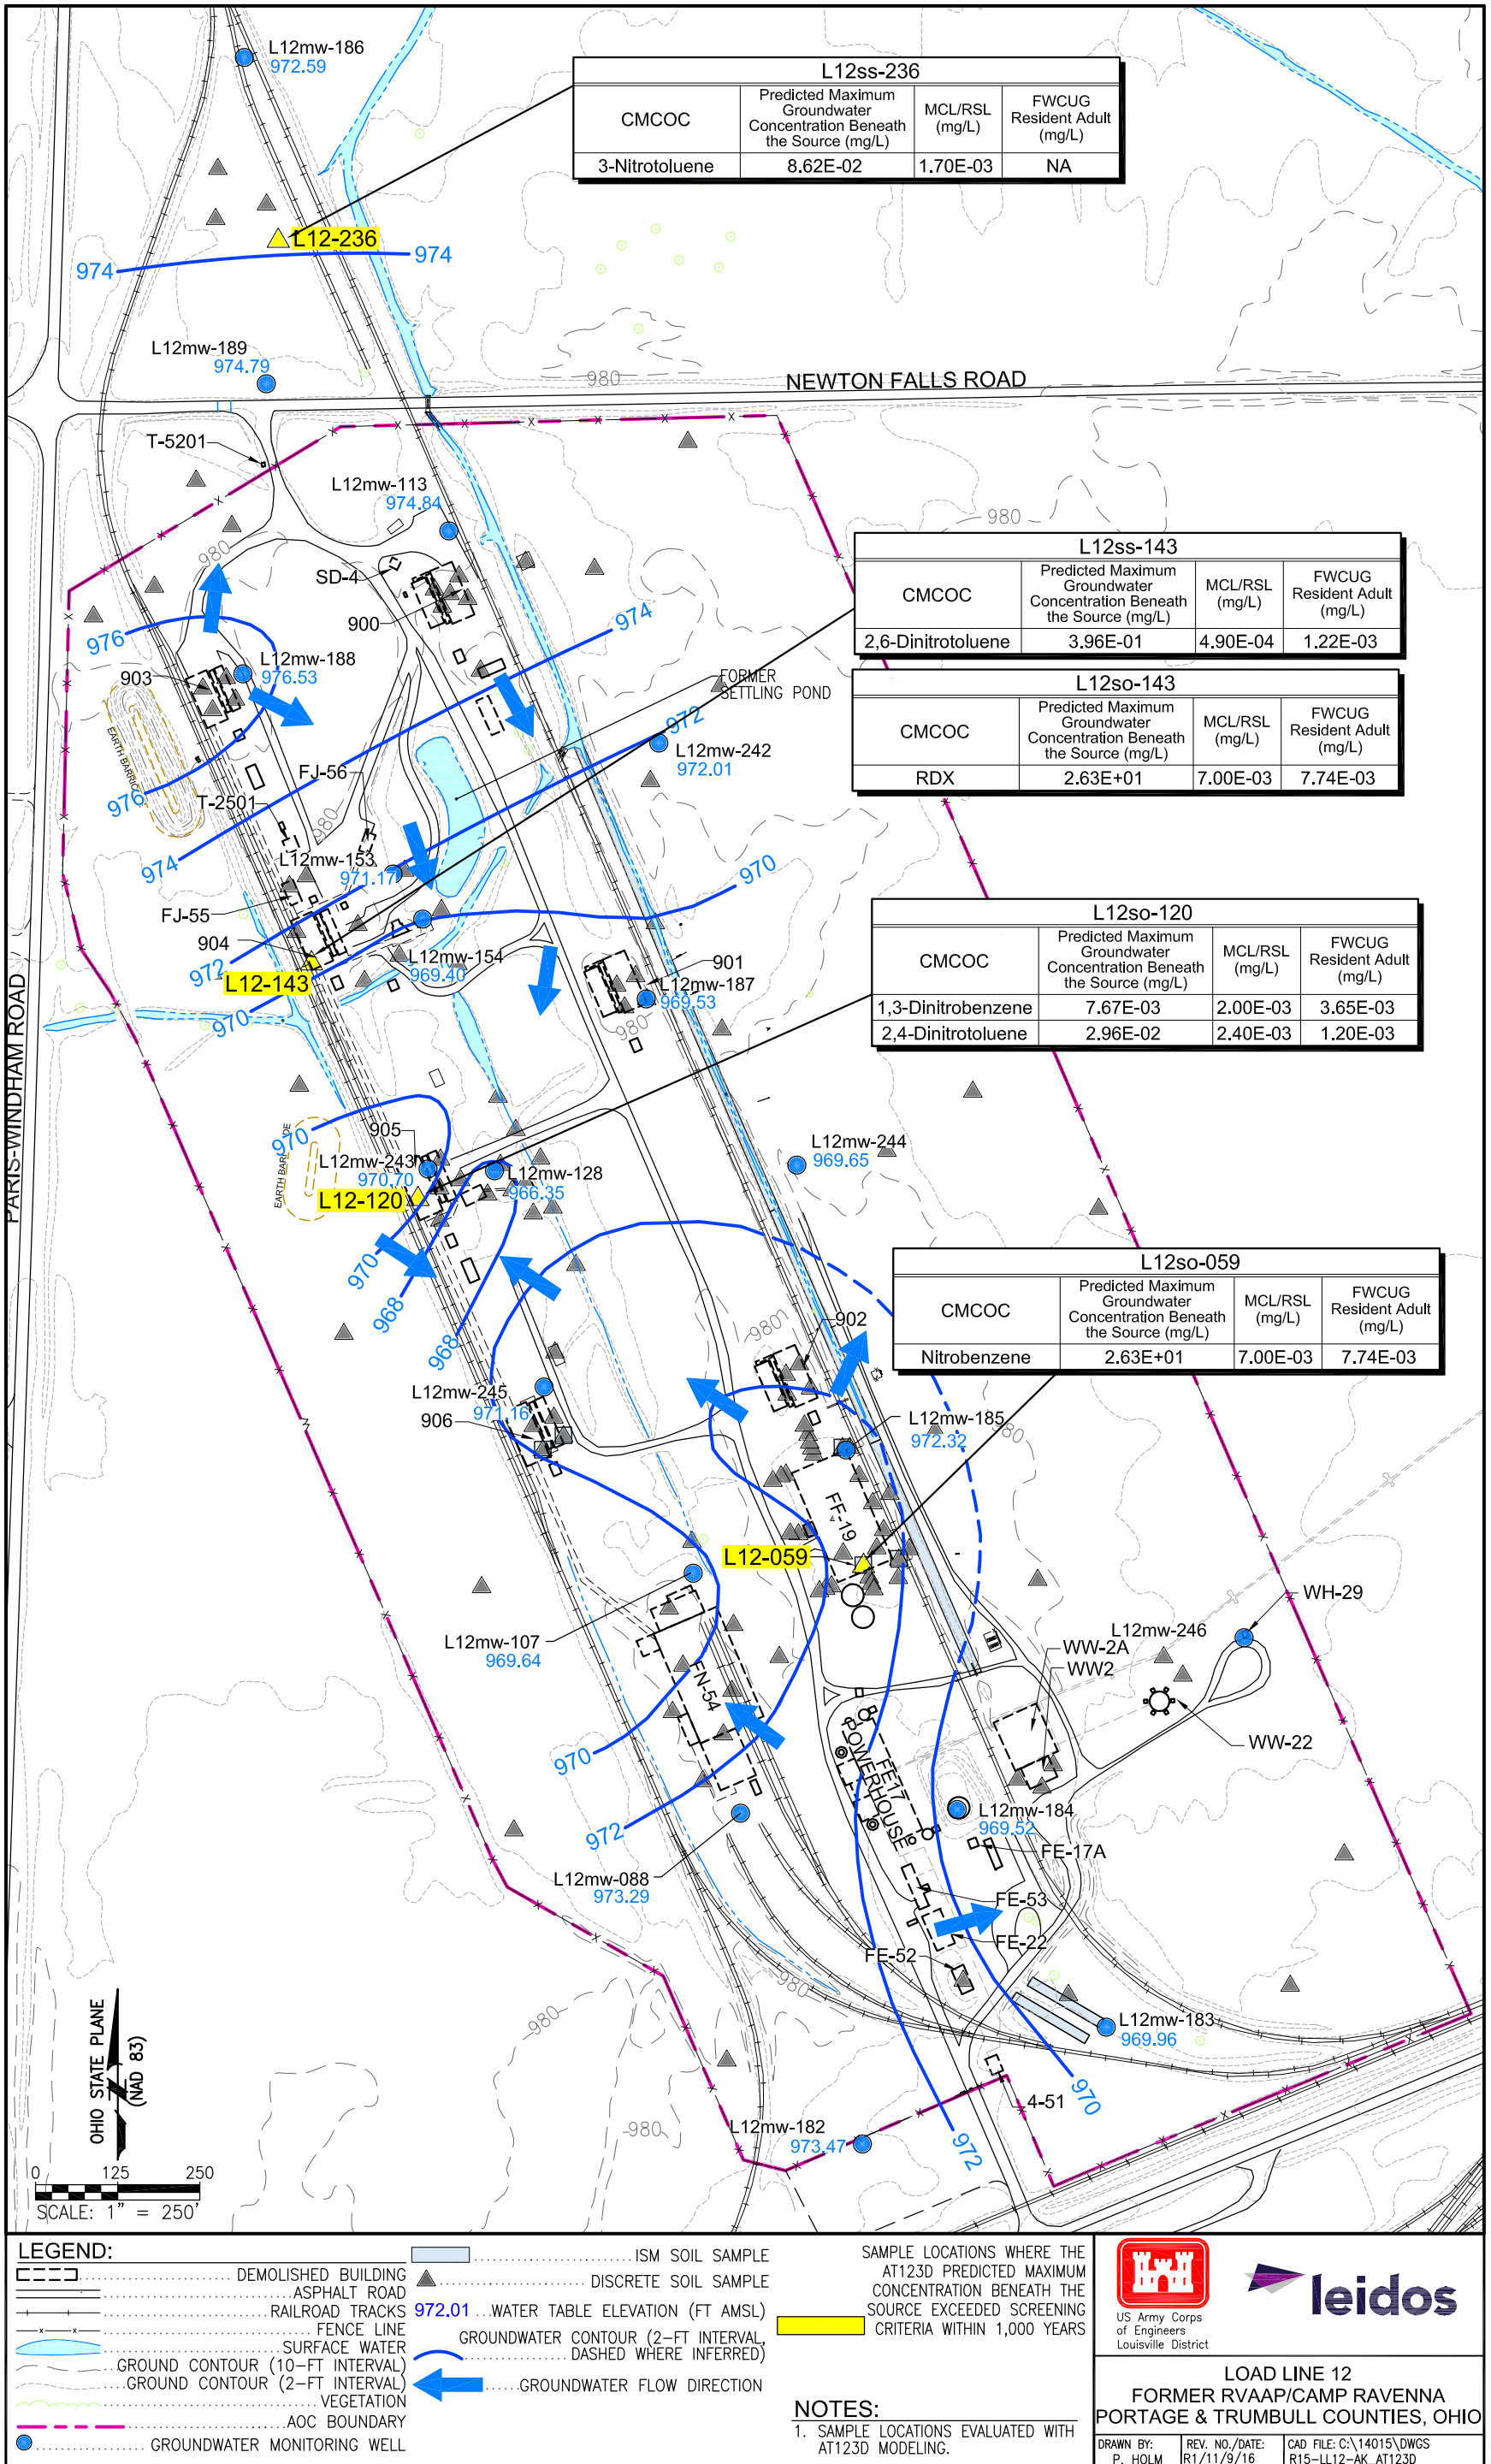 L12mw-186
972.59
L12ss-236
CMCOC
Predicted Maximum
Groundwater
Concentration Beneath
the Source (mg/L)
MCL/RSL
(mg/L)
FWCUG
Resident Adult
(mg/L)
3-Nitrotoluene 8.62E-02 1.70E-03 NA
L12-236
974 974
L12mw-189
974.79
980
NEWTON FALLS ROAD
T-5201
L12mw-113
974.84
980
980
SD-4
900
L12ss-143
CMCOC
Predicted Maximum
Groundwater
Concentration Beneath
the Source (mg/L)
MCL/RSL
(mg/L)
FWCUG
Resident Adult
(mg/L)
2,6-Dinitrotoluene 3.96E-01 4.90E-04 1.22E-03
976
974
L12mw-188
976.53
903
FORMER
SETTLING POND
L12so-143
CMCOC
Predicted Maximum
Groundwater
Concentration Beneath
the Source (mg/L)
MCL/RSL
(mg/L)
FWCUG
Resident Adult
(mg/L)
RDX 2.63E+01 7.00E-03 7.74E-03
972
L12mw-242
972.01
EARTH BARRIC
FJ-56
976
T-2501
980
974
L12mw-153
971.17
970
FJ-55
904
972
L12-143
L12mw-154
969.40
901
L12mw-187
969.53
970
980
L12so-120
CMCOC
Predicted Maximum
Groundwater
Concentration Beneath
the Source (mg/L)
MCL/RSL
(mg/L)
FWCUG
Resident Adult
(mg/L)
1,3-Dinitrobenzene 7.67E-03 2.00E-03 3.65E-03
2,4-Dinitrotoluene 2.96E-02 2.40E-03 1.20E-03
PARIS-WINDHAM ROAD
970
905
EARTH BARR DE
L12mw-243
970.70
L12-120
L12mw-128
966.35
L12mw-244
969.65
970
968
968
L12so-059
CMCOC
Predicted Maximum
Groundwater
Concentration Beneath
the Source (mg/L)
MCL/RSL
(mg/L)
FWCUG
Resident Adult
(mg/L)
Nitrobenzene 2.63E+01 7.00E-03 7.74E-03
980
902
L12mw-245
971.16
906
L12mw-185
972.32
980
FF-19
L12-059
L12mw-107
969.64
FN-54
WH-29
L12mw-246
WW-2A
WW2
WW-22
970
972
FE17
POWERHOUSE
L12mw-184
969.52
FE-17A
L12mw-088
973.29
FE-53
FE-22
FE-52
980
980
L12mw-183
969.96
4-51
970
980
L12mw-182
973.47
972
OHIO STATE PLANE
(NAD 83)
0 125 250
SCALE: 1" = 250'
LEGEND:
DEMOLISHED BUILDING
ASPHALT ROAD
RAILROAD TRACKS
FENCE LINE
SURFACE WATER
GROUND CONTOUR (10-FT INTERVAL)
GROUND CONTOUR (2-FT INTERVAL)
VEGETATION
AOC BOUNDARY
GROUNDWATER MONITORING WELL
ISM SOIL SAMPLE
DISCRETE SOIL SAMPLE
972.01 WATER TABLE ELEVATION (FT AMSL)
GROUNDWATER CONTOUR (2-FT INTERVAL,
DASHED WHERE INFERRED)
GROUNDWATER FLOW DIRECTION
SAMPLE LOCATIONS WHERE THE
AT123D PREDICTED MAXIMUM
CONCENTRATION BENEATH THE
SOURCE EXCEEDED SCREENING
CRITERIA WITHIN 1,000 YEARS
NOTES:
1. SAMPLE LOCATIONS EVALUATED WITH
AT123D MODELING.
US Army Corps
of Engineers
Louisville District
leidos
LOAD LINE 12
FORMER RVAAP/CAMP RAVENNA
PORTAGE & TRUMBULL COUNTIES, OHIO
DRAWN BY:
P. HOLM
REV. NO./DATE:
R1/11/9/16
CAD FILE: C:\14015\DWGS
R15-LL12-AK_AT123D